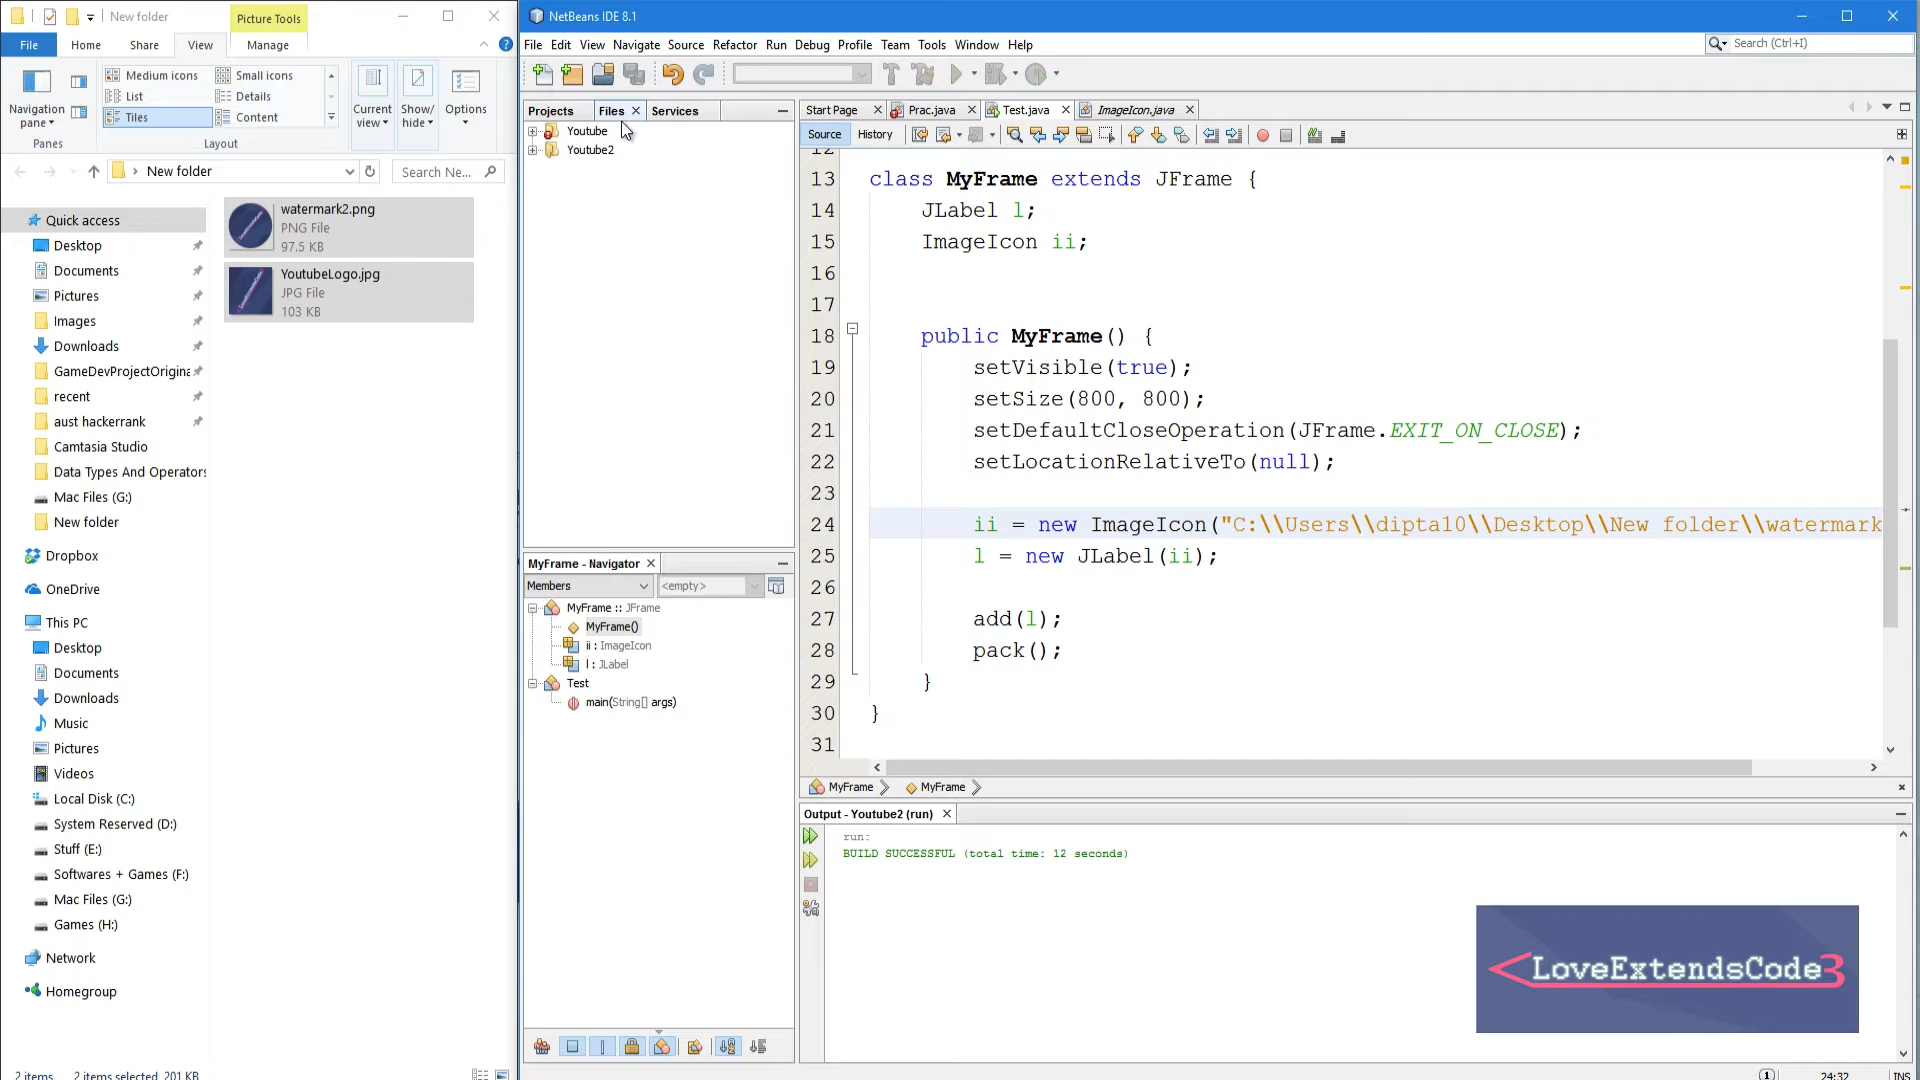 New folder
Picture Tools
File
Home
Share
View
Manage
Navigation pane
Panes
Medium icons
Small icons
List
Details
Tiles
Content
Layout
Current view
Show/ hide
Options
New folder
Search Ne...
Quick access
Desktop
Documents
Pictures
Images
Downloads
GameDevProjectOrigina
recent
aust hackerrank
Camtasia Studio
Data Types And Operators
Mac Files (G:)
New folder
Dropbox
OneDrive
This PC
Desktop
Documents
Downloads
Music
Pictures
Videos
Local Disk (C:)
System Reserved (D:)
Stuff (E:)
Softwares + Games (F:)
Mac Files (G:)
Games (H:)
Network
Homegroup
watermark2.png
PNG File
97.5 KB
YoutubeLogo.jpg
JPG File
103 KB
2 items 2 items selected 201 KB
NetBeans IDE 8.1
File Edit View Navigate Source Refactor Run Debug Profile Team Tools Window Help
Search (Ctrl+I)
Projects Files Services
Youtube
Youtube2
MyFrame - Navigator
Members
<empty>
MyFrame :: JFrame
MyFrame()
ii : ImageIcon
l : JLabel
Test
main(String[] args)
Start Page Prac.java Test.java ImageIcon.java
Source History
12
13 class MyFrame extends JFrame {
14 JLabel l;
15 ImageIcon ii;
16
17
18 public MyFrame() {
19 setVisible(true);
20 setSize(800, 800);
21 setDefaultCloseOperation(JFrame.EXIT_ON_CLOSE);
22 setLocationRelativeTo(null);
23
24 ii = new ImageIcon("C:\\Users\\dipta10\\Desktop\\New folder\\watermark
25 l = new JLabel(ii);
26
27 add(l);
28 pack();
29 }
30 }
31
MyFrame MyFrame
Output - Youtube2 (run)
run:
BUILD SUCCESSFUL (total time: 12 seconds)
<LoveExtendsCode3
1 24:32 INS